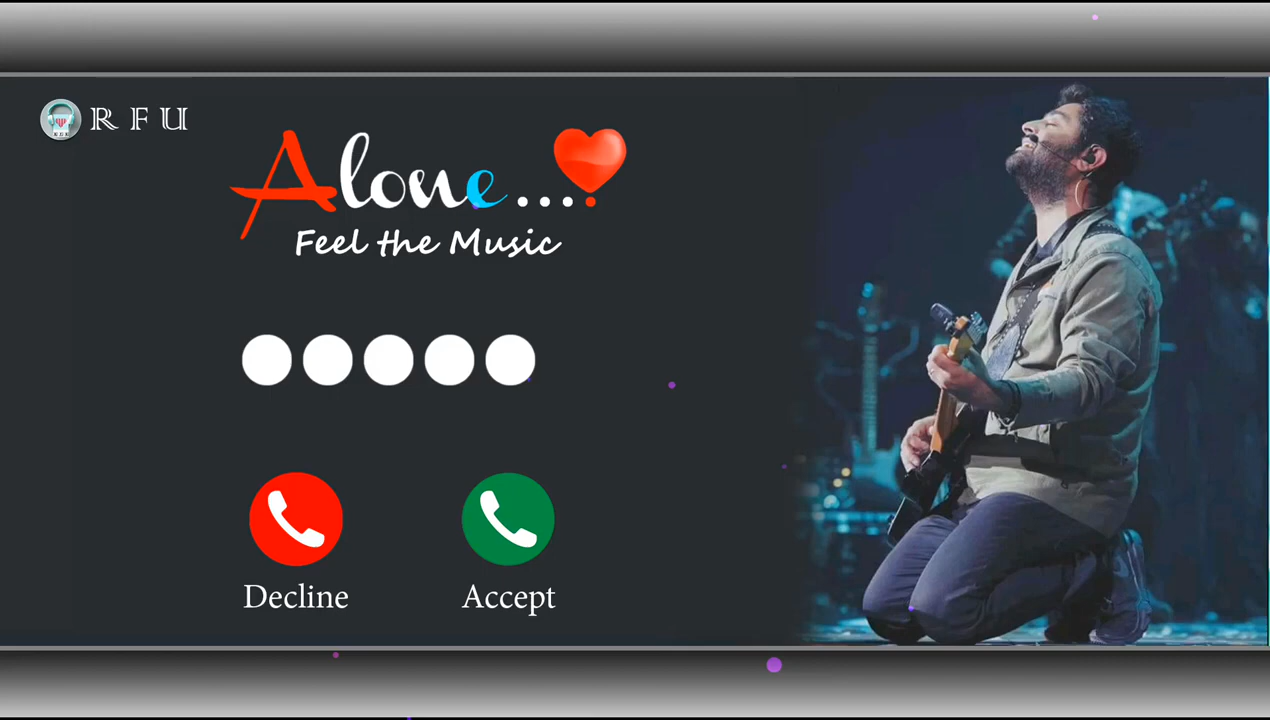 R F U
Alone....
Feel the Music
Decline
Accept